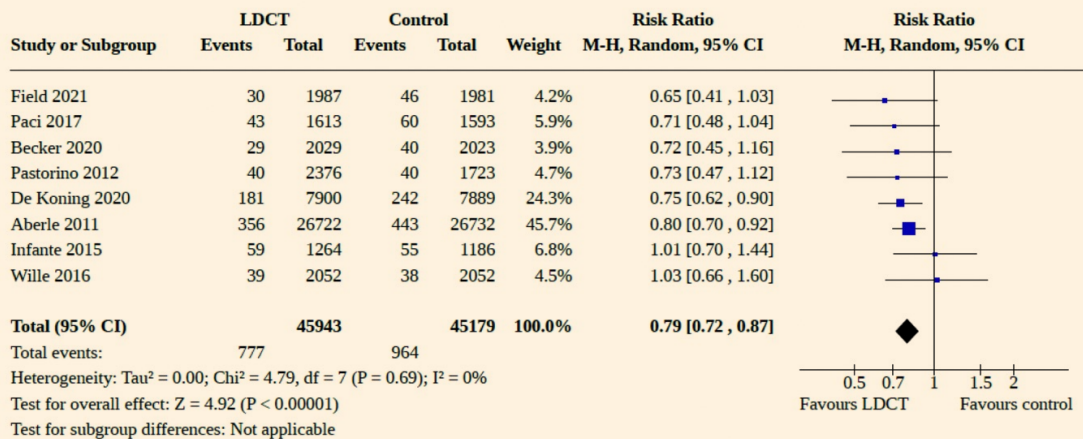 LDCT Control Risk Ratio Risk Ratio
Study or Subgroup Events Total Events Total Weight M-H, Random, 95% CI M-H, Random, 95% CI
Field 2021 30 1987 46 1981 4.2% 0.65 [0.41 , 1.03]
Paci 2017 43 1613 60 1593 5.9% 0.71 [0.48 , 1.04]
Becker 2020 29 2029 40 2023 3.9% 0.72 [0.45 , 1.16]
Pastorino 2012 40 2376 40 1723 4.7% 0.73 [0.47 , 1.12]
De Koning 2020 181 7900 242 7889 24.3% 0.75 [0.62 , 0.90]
Aberle 2011 356 26722 443 26732 45.7% 0.80 [0.70 , 0.92]
Infante 2015 59 1264 55 1186 6.8% 1.01 [0.70 , 1.44]
Wille 2016 39 2052 38 2052 4.5% 1.03 [0.66 , 1.60]
Total (95% CI) 45943 45179 100.0% 0.79 [0.72 , 0.87]
Total events: 777 964
Heterogeneity: Tau² = 0.00; Chi² = 4.79, df = 7 (P = 0.69); I² = 0%
0.5 0.7 1 1.5 2
Test for overall effect: Z = 4.92 (P < 0.00001)
Favours LDCT Favours control
Test for subgroup differences: Not applicable